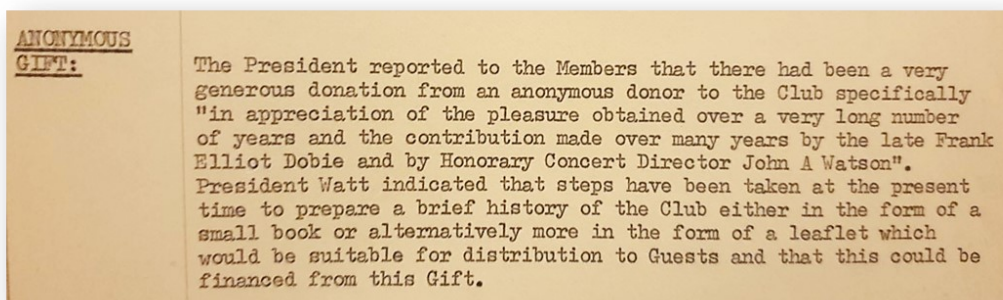 ANONYMOUS
GIFT:
The President reported to the Members that there had been a very
generous donation from an anonymous donor to the Club specifically
"in appreciation of the pleasure obtained over a very long number
of years and the contribution made over many years by the late Frank
Elliot Dobie and by Honorary Concert Director John A Watson".
President Watt indicated that steps have been taken at the present
time to prepare a brief history of the Club either in the form of a
small book or alternatively more in the form of a leaflet which
would be suitable for distribution to Guests and that this could be
financed from this Gift.